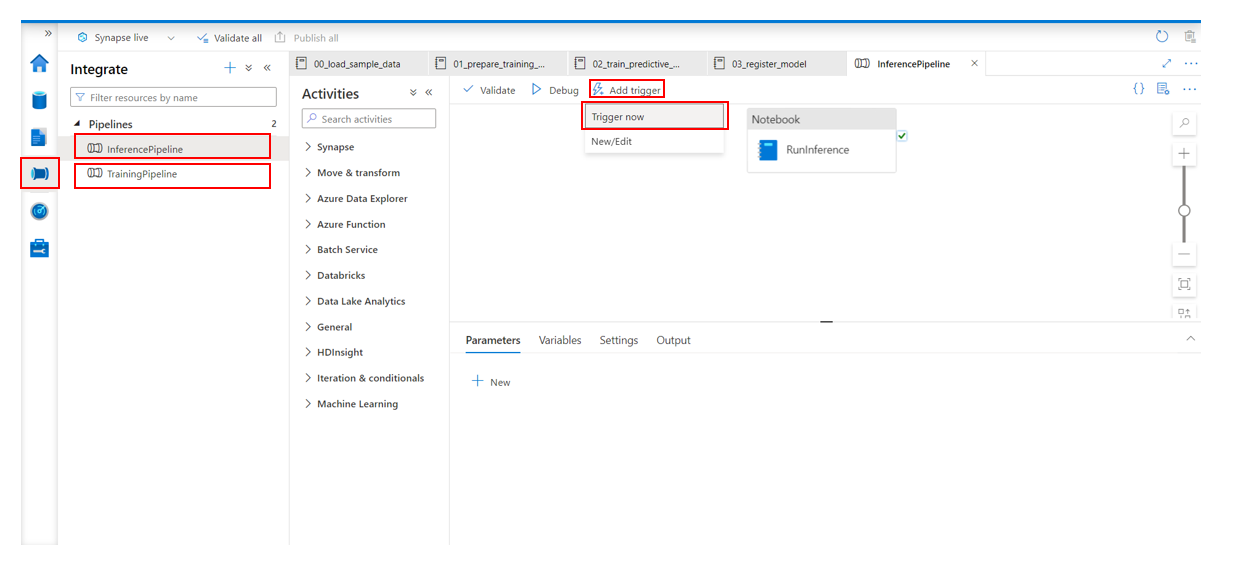 Synapse live
Validate all
Publish all
Integrate
Filter resources by name
Pipelines 2
InferencePipeline
TrainingPipeline
00_load_sample_data
01_prepare_training_...
02_train_predictive_...
03_register_model
InferencePipeline
Activities
Search activities
Synapse
Move & transform
Azure Data Explorer
Azure Function
Batch Service
Databricks
Data Lake Analytics
General
HDInsight
Iteration & conditionals
Machine Learning
Validate
Debug
Add trigger
Trigger now
New/Edit
Notebook
RunInference
Parameters
Variables
Settings
Output
New